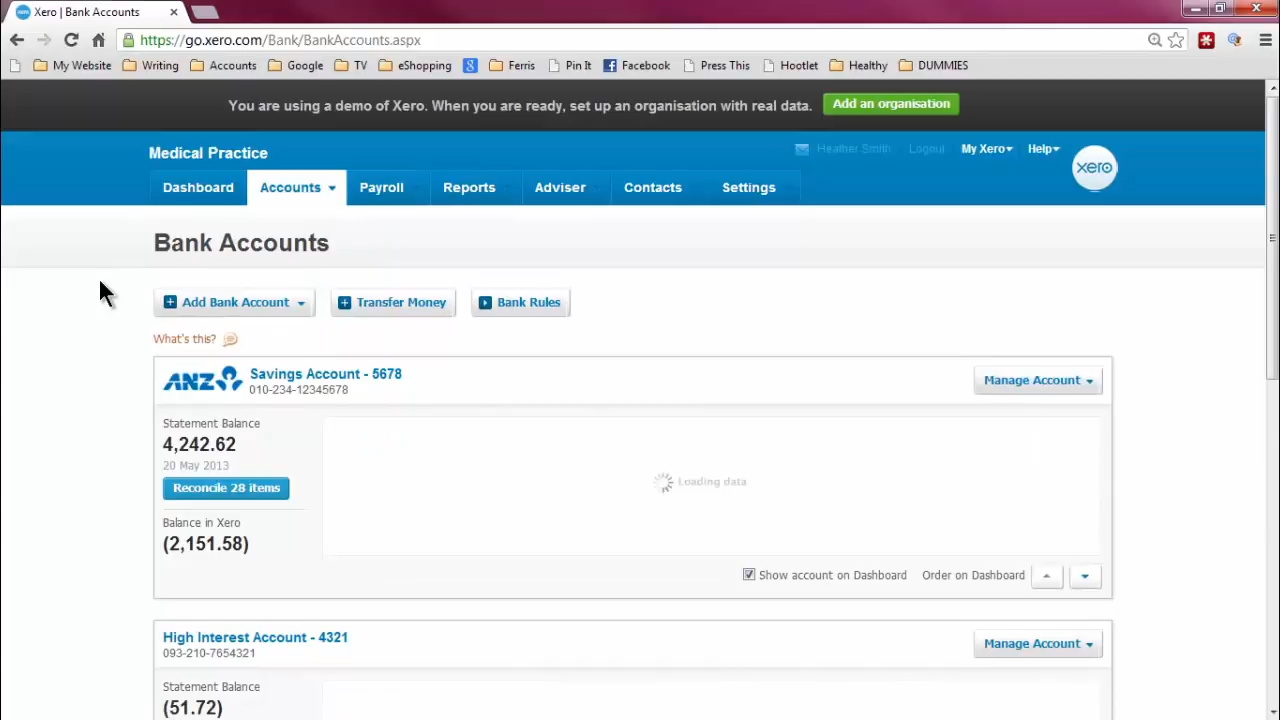 Xero | Bank Accounts
https://go.xero.com/Bank/BankAccounts.aspx
My Website Writing Accounts Google TV eShopping Ferris Pin It Facebook Press This Hootlet Healthy DUMMIES
You are using a demo of Xero. When you are ready, set up an organisation with real data. Add an organisation
Medical Practice Heather Smith Logout My Xero Help
xero
Dashboard Accounts Payroll Reports Adviser Contacts Settings
Bank Accounts
Add Bank Account Transfer Money Bank Rules
What's this?
ANZ Savings Account - 5678
010-234-12345678
Manage Account
Statement Balance
4,242.62
20 May 2013
Loading data
Reconcile 28 items
Balance in Xero
(2,151.58)
Show account on Dashboard Order on Dashboard
High Interest Account - 4321
093-210-7654321
Manage Account
Statement Balance
(51.72)